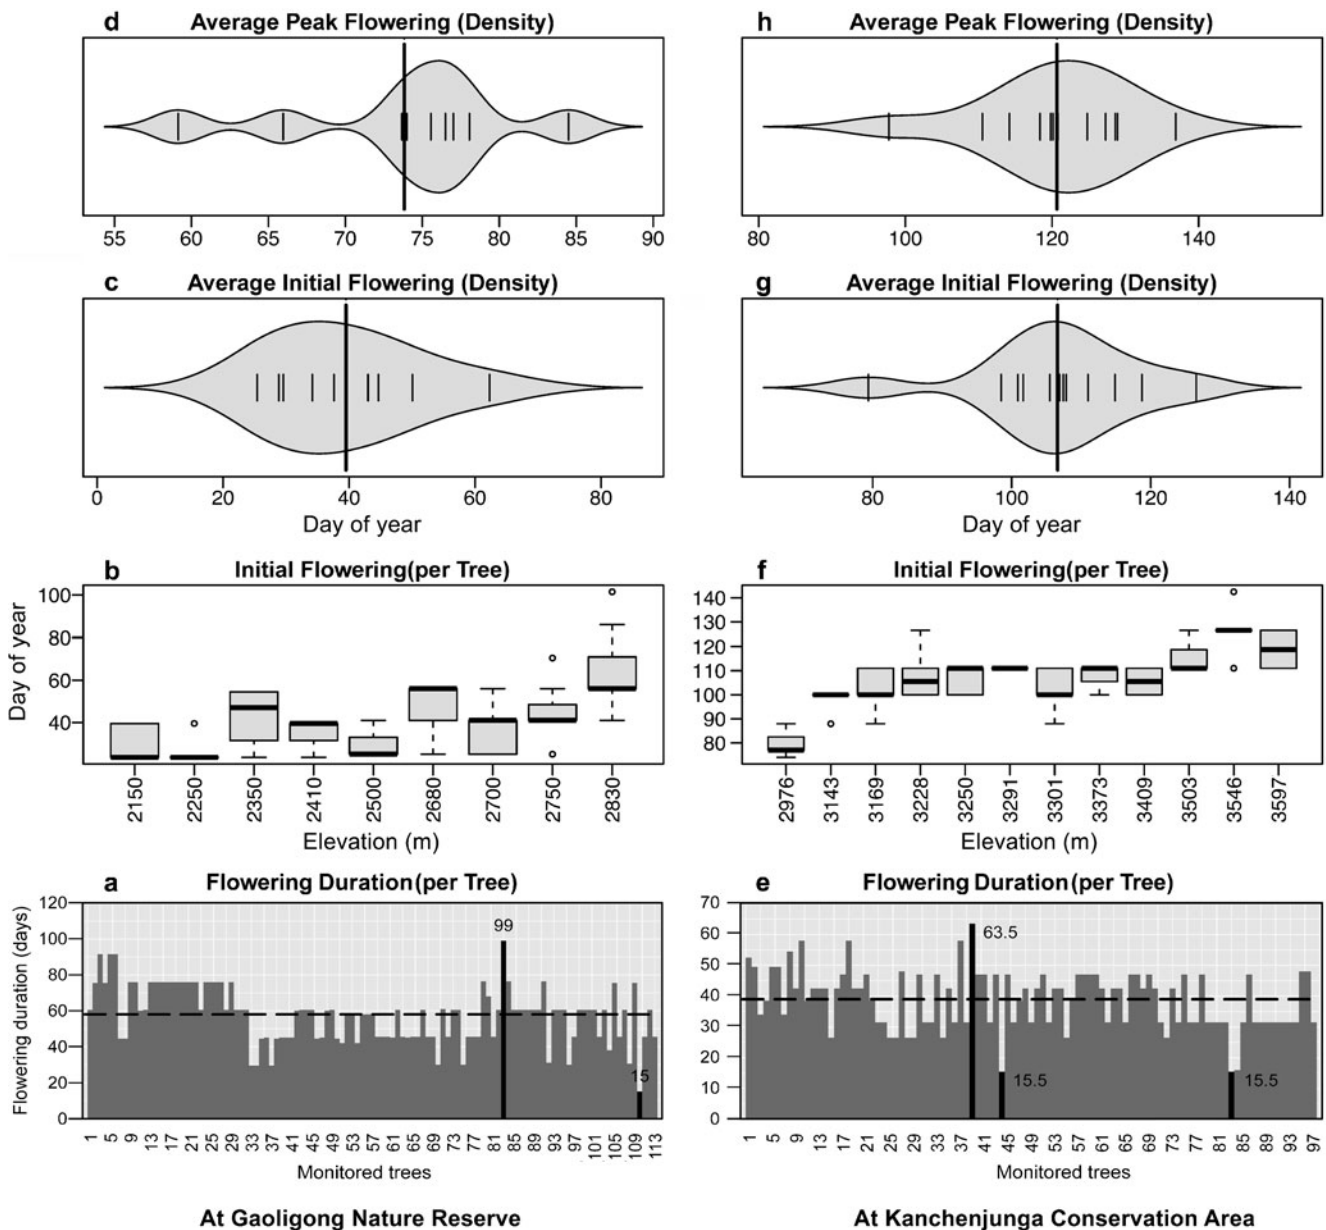 d Average Peak Flowering (Density)
55 60 65 70 75 80 85 90
c Average Initial Flowering (Density)
0 20 40 60 80
Day of year
b Initial Flowering(per Tree)
Day of year
100
80
60
40
2150 2250 2350 2410 2500 2680 2700 2750 2830
Elevation (m)
a Flowering Duration(per Tree)
Flowering duration (days)
120
100
80
60
40
20
0
99
15
1 5 9 13 17 21 25 29 33 37 41 45 49 53 57 61 65 69 73 77 81 85 89 93 97 101 105 109 113
Monitored trees
At Gaoligong Nature Reserve
h Average Peak Flowering (Density)
80 100 120 140
g Average Initial Flowering (Density)
80 100 120 140
Day of year
f Initial Flowering(per Tree)
140
130
120
110
100
90
80
2976 3143 3169 3228 3250 3291 3301 3373 3409 3503 3546 3597
Elevation (m)
e Flowering Duration(per Tree)
70
60
50
40
30
20
10
0
63.5
15.5
15.5
1 5 9 13 17 21 25 29 33 37 41 45 49 53 57 61 65 69 73 77 81 85 89 93 97
Monitored trees
At Kanchenjunga Conservation Area